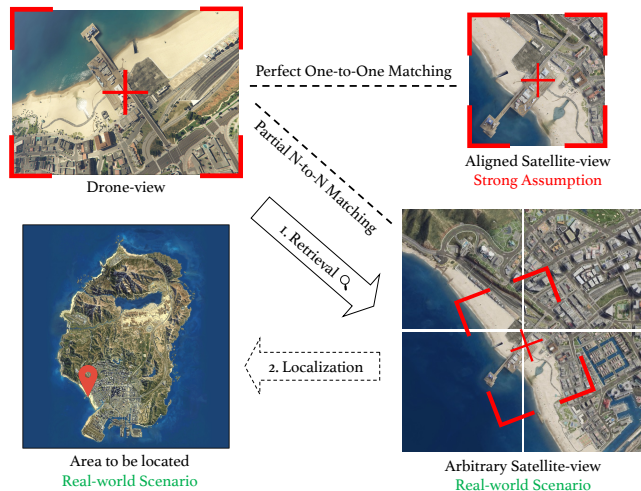 Perfect One-to-One Matching
Drone-view
Aligned Satellite-view
Strong Assumption
Partial N-to-N Matching
1. Retrieval
2. Localization
Area to be located
Real-world Scenario
Arbitrary Satellite-view
Real-world Scenario